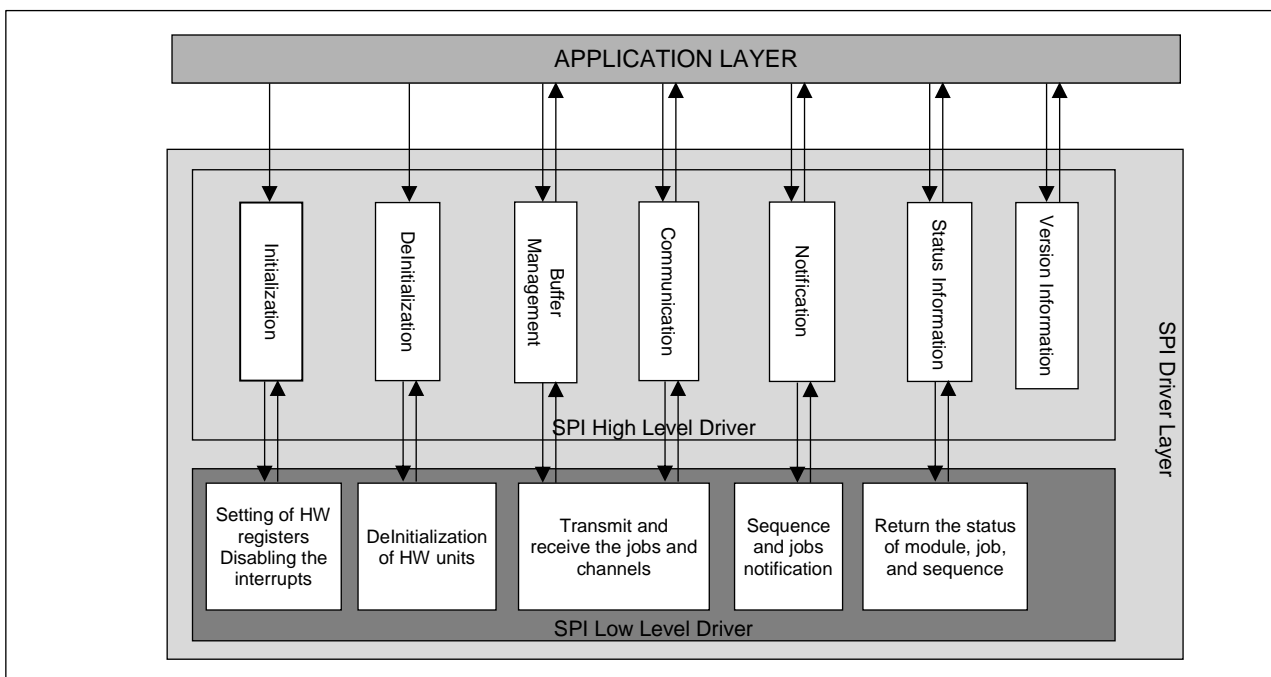 APPLICATION LAYER
Initialization
DeInitialization
Buffer
Management
Communication
Notification
Status Information
Version Information
SPI Driver Layer
SPI High Level Driver
Setting of HW
registers
Disabling the
interrupts
DeInitialization
of HW units
Transmit and
receive the jobs and
channels
Sequence
and jobs
notification
Return the status
of module, job,
and sequence
SPI Low Level Driver